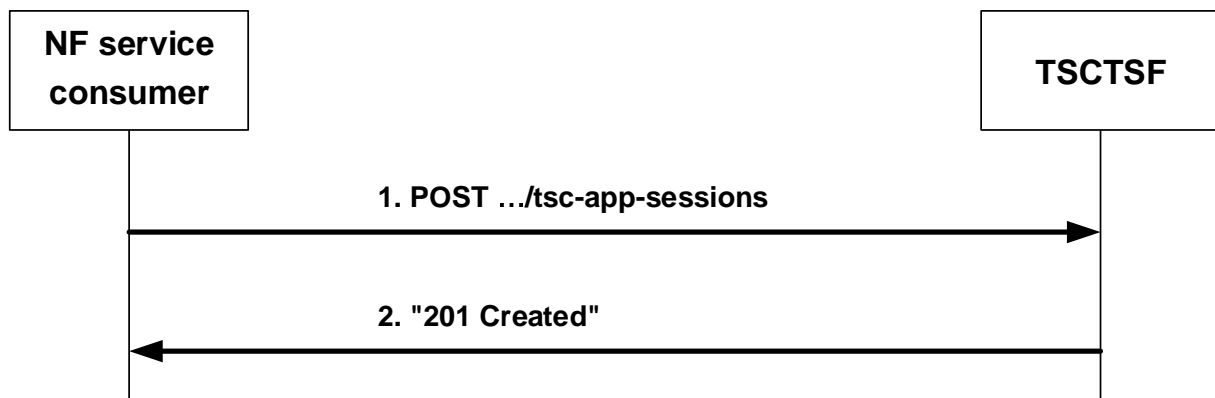 NF service
consumer
TSCTSF
1. POST …/tsc-app-sessions
2. "201 Created"